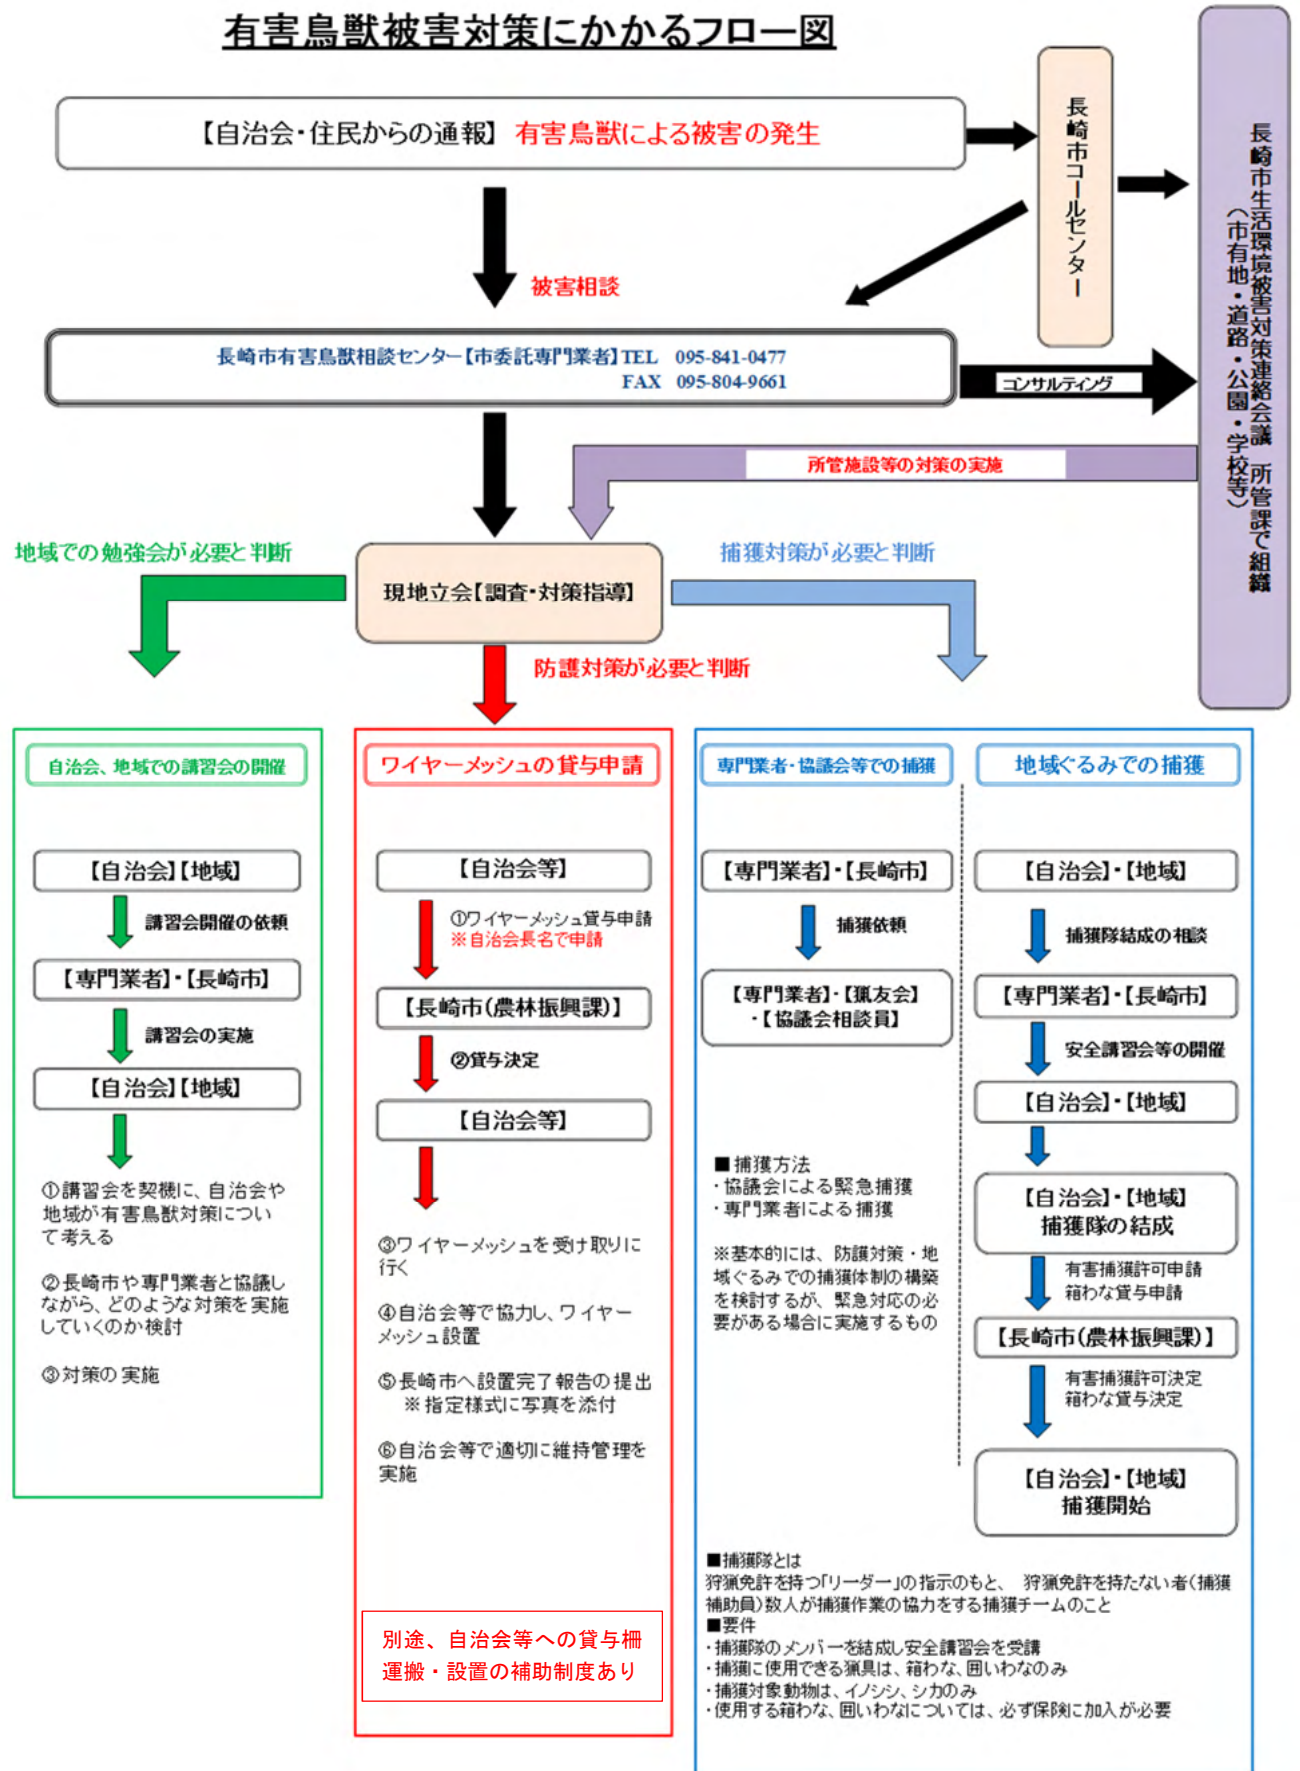 有害鳥獣被害対策にかかるフロー図
【自治会・住民からの通報】 有害鳥獣による被害の発生
長崎市コールセンター
長崎市生活環境被害対策連絡会議 所管課で組織
（市有地・道路・公園・学校等）
被害相談
長崎市有害鳥獣相談センター【市委託専門業者】TEL 095-841-0477
FAX 095-804-9661
コンサルティング
所管施設等の対策の実施
地域での勉強会が必要と判断
現地立会【調査・対策指導】
捕獲対策が必要と判断
防護対策が必要と判断
自治会、地域での講習会の開催
【自治会】【地域】
講習会開催の依頼
【専門業者】・【長崎市】
講習会の実施
【自治会】【地域】
①講習会を契機に、自治会や
地域が有害鳥獣対策につい
て考える
②長崎市や専門業者と協議し
ながら、どのような対策を実施
していくのか検討
③対策の実施
ワイヤーメッシュの貸与申請
【自治会等】
①ワイヤーメッシュ貸与申請
※自治会長名で申請
【長崎市(農林振興課)】
②貸与決定
【自治会等】
③ワイヤーメッシュを受け取りに
行く
④自治会等で協力し、ワイヤー
メッシュ設置
⑤長崎市へ設置完了報告の提出
※指定様式に写真を添付
⑥自治会等で適切に維持管理を
実施
別途、自治会等への貸与柵
運搬・設置の補助制度あり
専門業者・協議会等での捕獲
【専門業者】・【長崎市】
捕獲依頼
【専門業者】・【猟友会】
・【協議会相談員】
■捕獲方法
・協議会による緊急捕獲
・専門業者による捕獲
※基本的には、防護対策・地
域ぐるみでの捕獲体制の構築
を検討するが、緊急対応の必
要がある場合に実施するもの
地域ぐるみでの捕獲
【自治会】・【地域】
捕獲隊結成の相談
【専門業者】・【長崎市】
安全講習会等の開催
【自治会】・【地域】
【自治会】・【地域】
捕獲隊の結成
有害捕獲許可申請
箱わな貸与申請
【長崎市(農林振興課)】
有害捕獲許可決定
箱わな貸与決定
【自治会】・【地域】
捕獲開始
■捕獲隊とは
狩猟免許を持つ「リーダー」の指示のもと、 狩猟免許を持たない者(捕獲
補助員)数人が捕獲作業の協力をする捕獲チームのこと
■要件
・捕獲隊のメンバーを結成し安全講習会を受講
・捕獲に使用できる猟具は、箱わな、囲いわなのみ
・捕獲対象動物は、イノシシ、シカのみ
・使用する箱わな、囲いわなについては、必ず保険に加入が必要